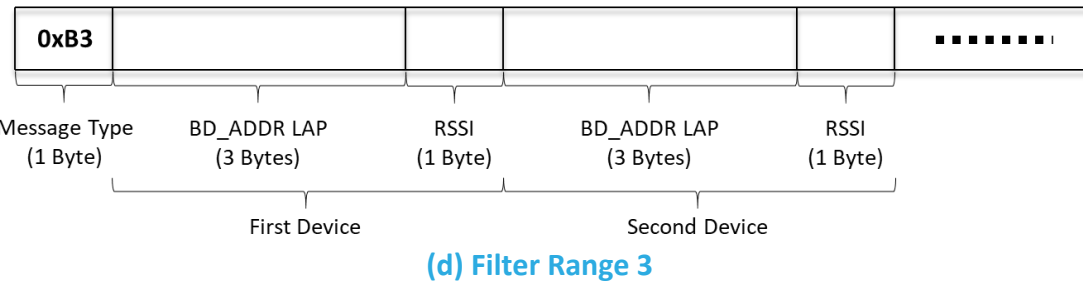 0xB3
Message Type BD_ADDR LAP RSSI BD_ADDR LAP RSSI
(1 Byte) (3 Bytes) (1 Byte) (3 Bytes) (1 Byte)
First Device Second Device
(d) Filter Range 3